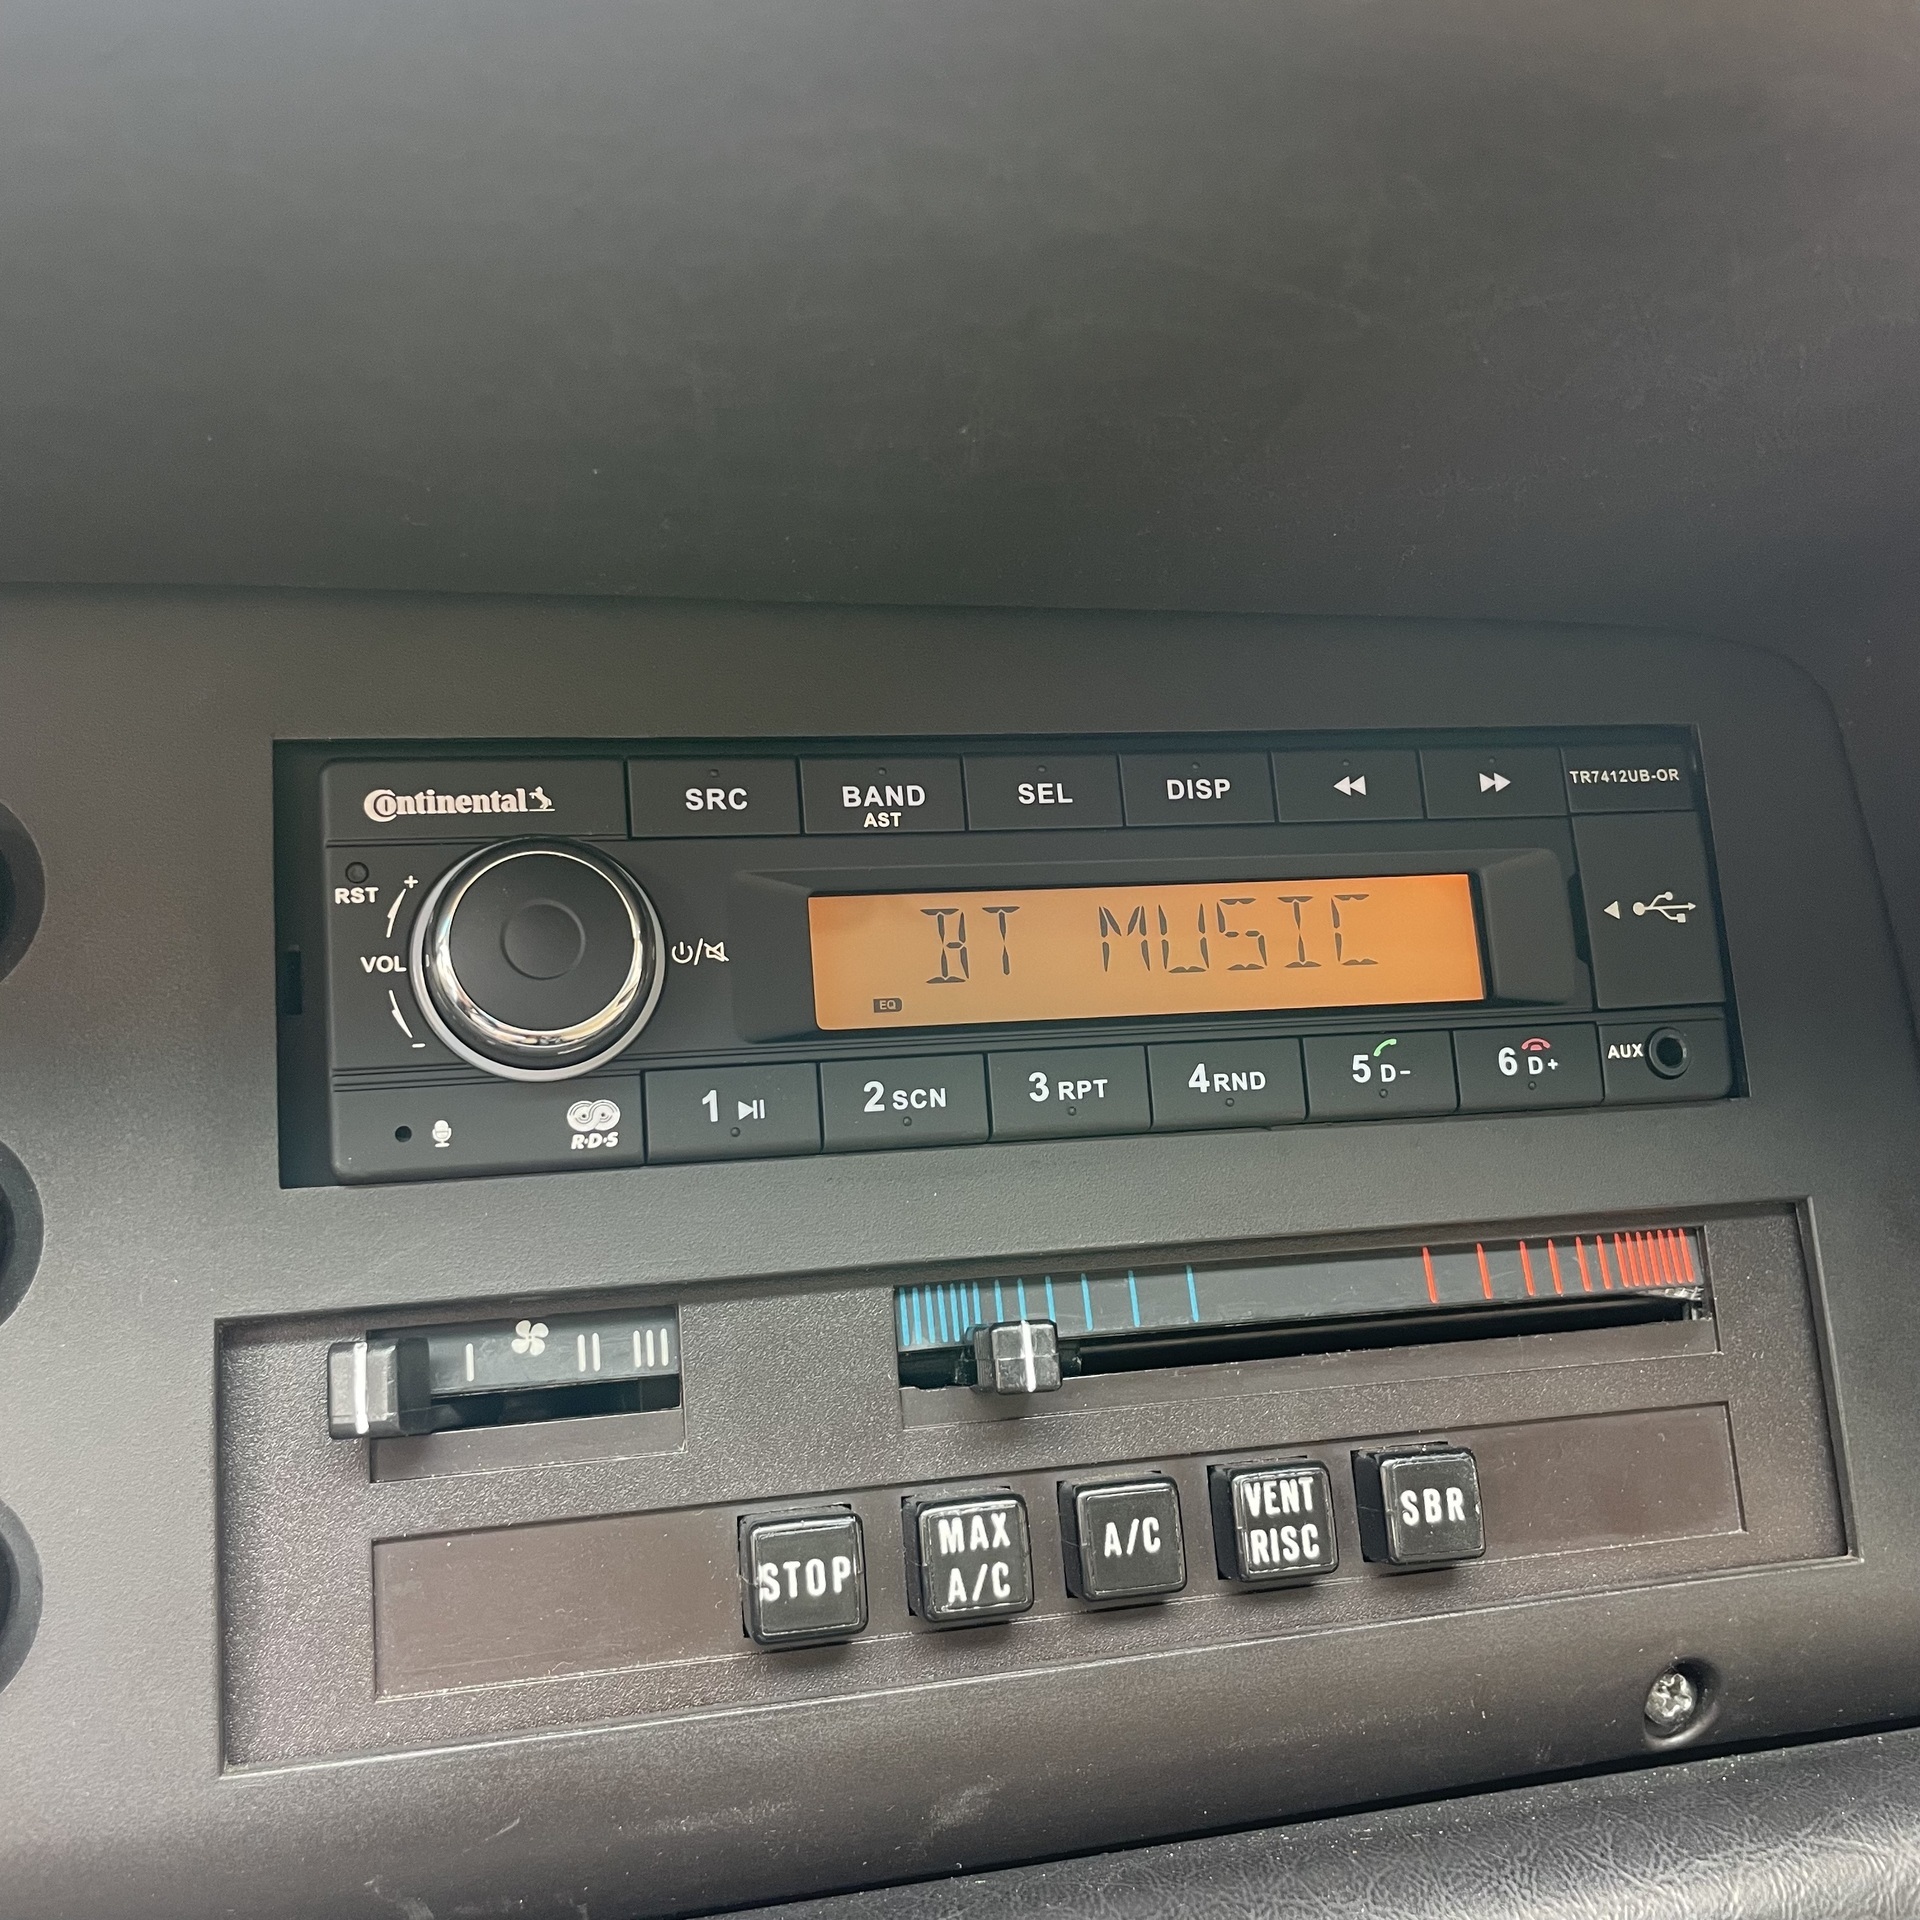 Continental
SRC
BAND
AST
SEL
DISP
TR7412UB-OR
RST
+
VOL
-
BT MUSIC
EQ
R·D·S
1
2 SCN
3 RPT
4 RND
5 D-
6 D+
AUX
I II III
STOP
MAX
A/C
A/C
VENT
RISC
SBR